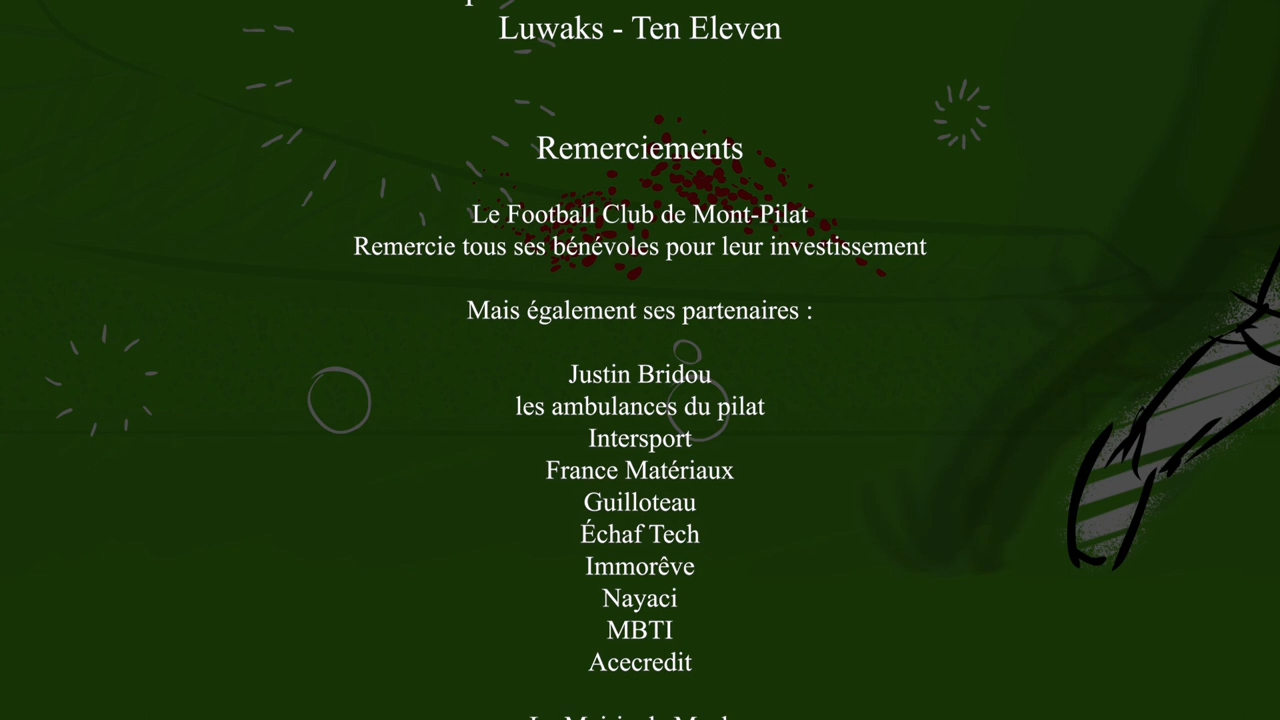 Luwaks - Ten Eleven
Remerciements
Le Football Club de Mont-Pilat
Remercie tous ses bénévoles pour leur investissement
Mais également ses partenaires :
Justin Bridou
les ambulances du pilat
Intersport
France Matériaux
Guilloteau
Échaf Tech
Immorêve
Nayaci
MBTI
Acecredit